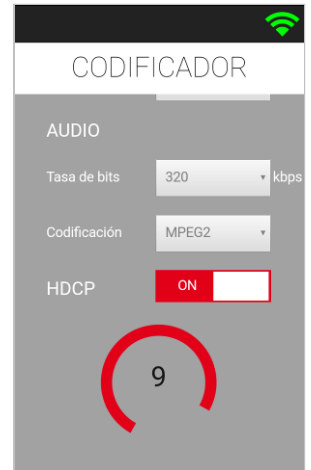 CODIFICADOR
AUDIO
Tasa de bits 320 kbps
Codificación MPEG2
HDCP ON
9